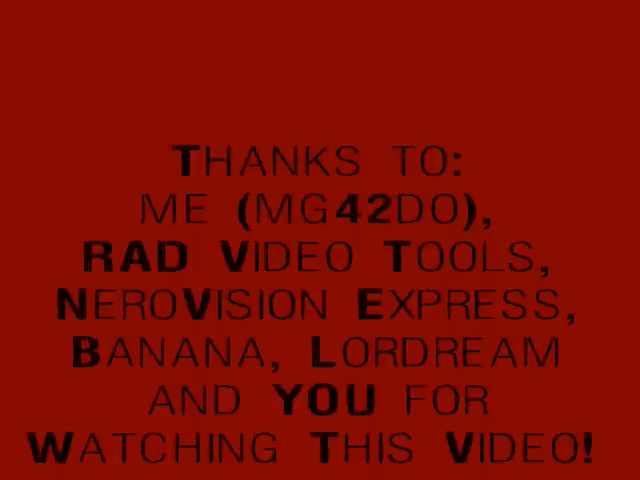 Thanks to:
me (mg42do),
RAD Video Tools,
NeroVision Express,
Banana, Lordream
and YOU for
Watching This Video!